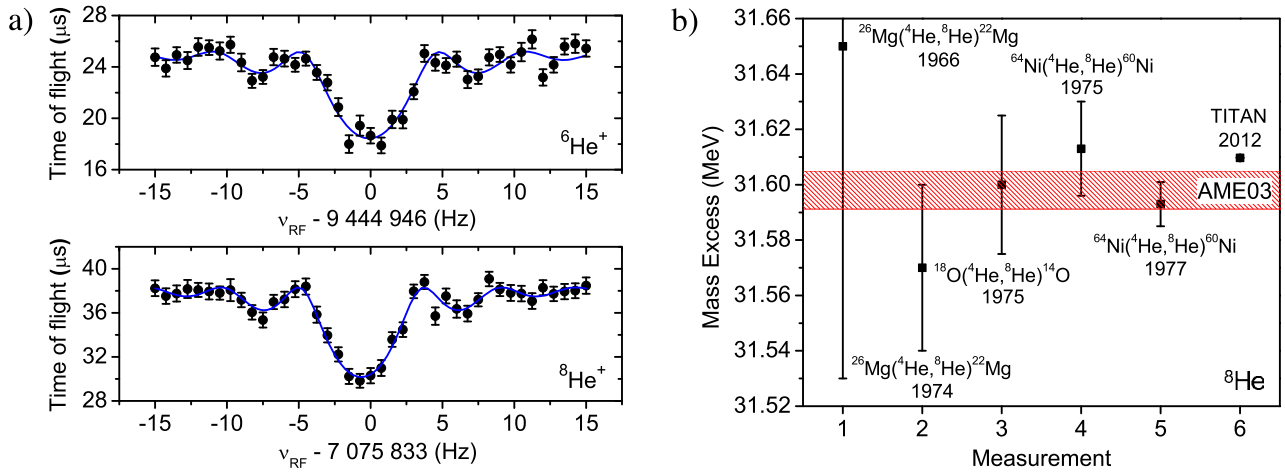 a)
Time of flight (μs)
28
24
20
16
⁶He⁺
-15 -10 -5 0 5 10 15
ν_RF - 9 444 946 (Hz)
Time of flight (μs)
40
36
32
28
⁸He⁺
-15 -10 -5 0 5 10 15
ν_RF - 7 075 833 (Hz)
b)
Mass Excess (MeV)
31.66
31.64
31.62
31.60
31.58
31.56
31.54
31.52
²⁶Mg(⁴He,⁸He)²²Mg
1966
⁶⁴Ni(⁴He,⁸He)⁶⁰Ni
1975
TITAN
2012
AME03
⁶⁴Ni(⁴He,⁸He)⁶⁰Ni
1977
¹⁸O(⁴He,⁸He)¹⁴O
1975
²⁶Mg(⁴He,⁸He)²²Mg
1974
⁸He
1 2 3 4 5 6
Measurement